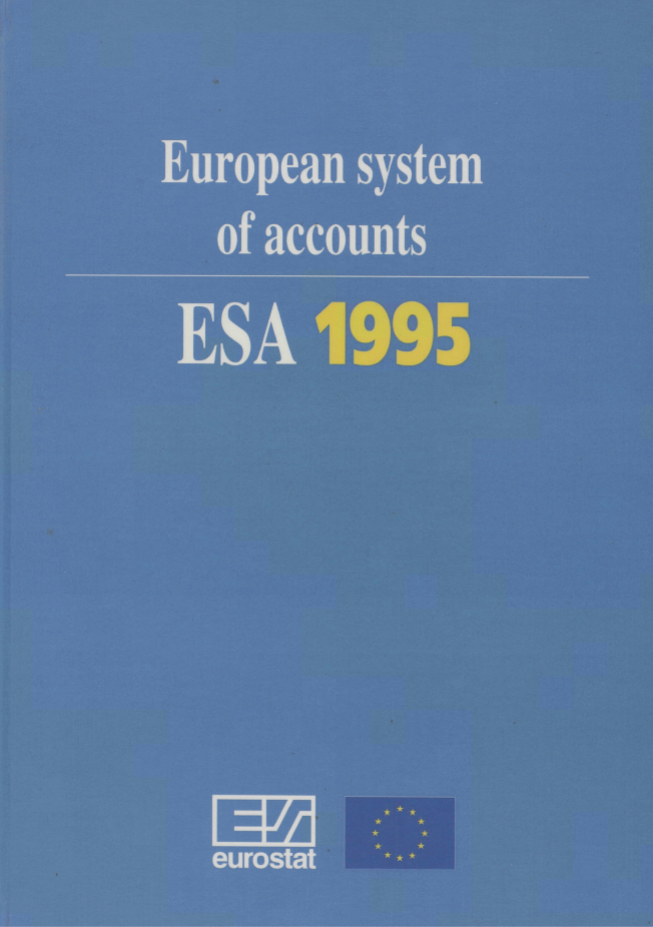 European system
of accounts
ESA 1995
eurostat